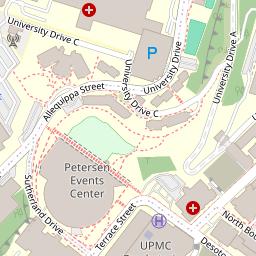 University Drive C
P
University Drive
University Drive A
Allequippa Street
University Drive C
Petersen
Events
Center
Sutherland Drive
Terrace Street
H
UPMC
North Bou
Desoto